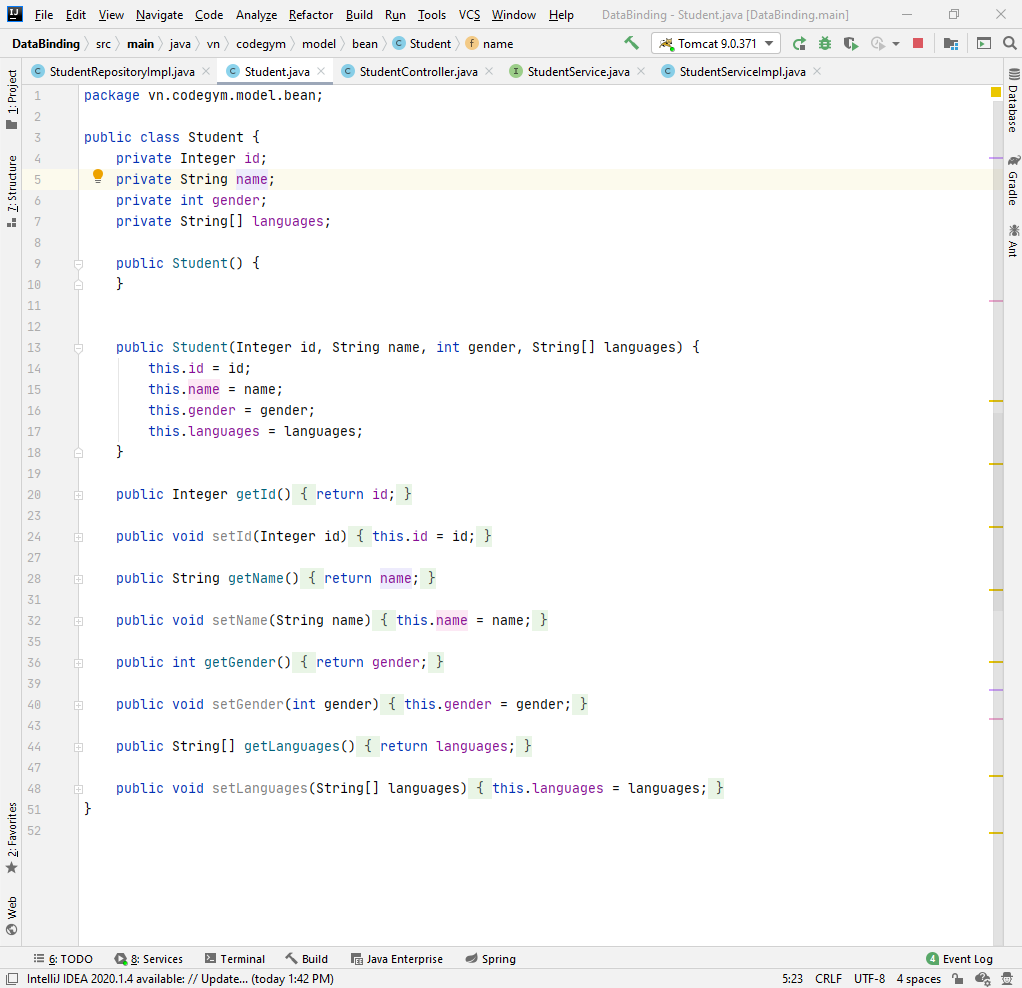 File Edit View Navigate Code Analyze Refactor Build Run Tools VCS Window Help DataBinding - Student.java [DataBinding.main]
DataBinding src main java vn codegym model bean Student name Tomcat 9.0.371
StudentRepositoryImpl.java Student.java StudentController.java StudentService.java StudentServiceImpl.java
1: Project
7: Structure
2: Favorites
Web
Database
Gradle
Ant
1 package vn.codegym.model.bean;
2
3 public class Student {
4 private Integer id;
5 private String name;
6 private int gender;
7 private String[] languages;
8
9 public Student() {
10 }
11
12
13 public Student(Integer id, String name, int gender, String[] languages) {
14 this.id = id;
15 this.name = name;
16 this.gender = gender;
17 this.languages = languages;
18 }
19
20 public Integer getId() { return id; }
23
24 public void setId(Integer id) { this.id = id; }
27
28 public String getName() { return name; }
31
32 public void setName(String name) { this.name = name; }
35
36 public int getGender() { return gender; }
39
40 public void setGender(int gender) { this.gender = gender; }
43
44 public String[] getLanguages() { return languages; }
47
48 public void setLanguages(String[] languages) { this.languages = languages; }
51 }
52
6: TODO 8: Services Terminal Build Java Enterprise Spring 4 Event Log
IntelliJ IDEA 2020.1.4 available: // Update... (today 1:42 PM) 5:23 CRLF UTF-8 4 spaces